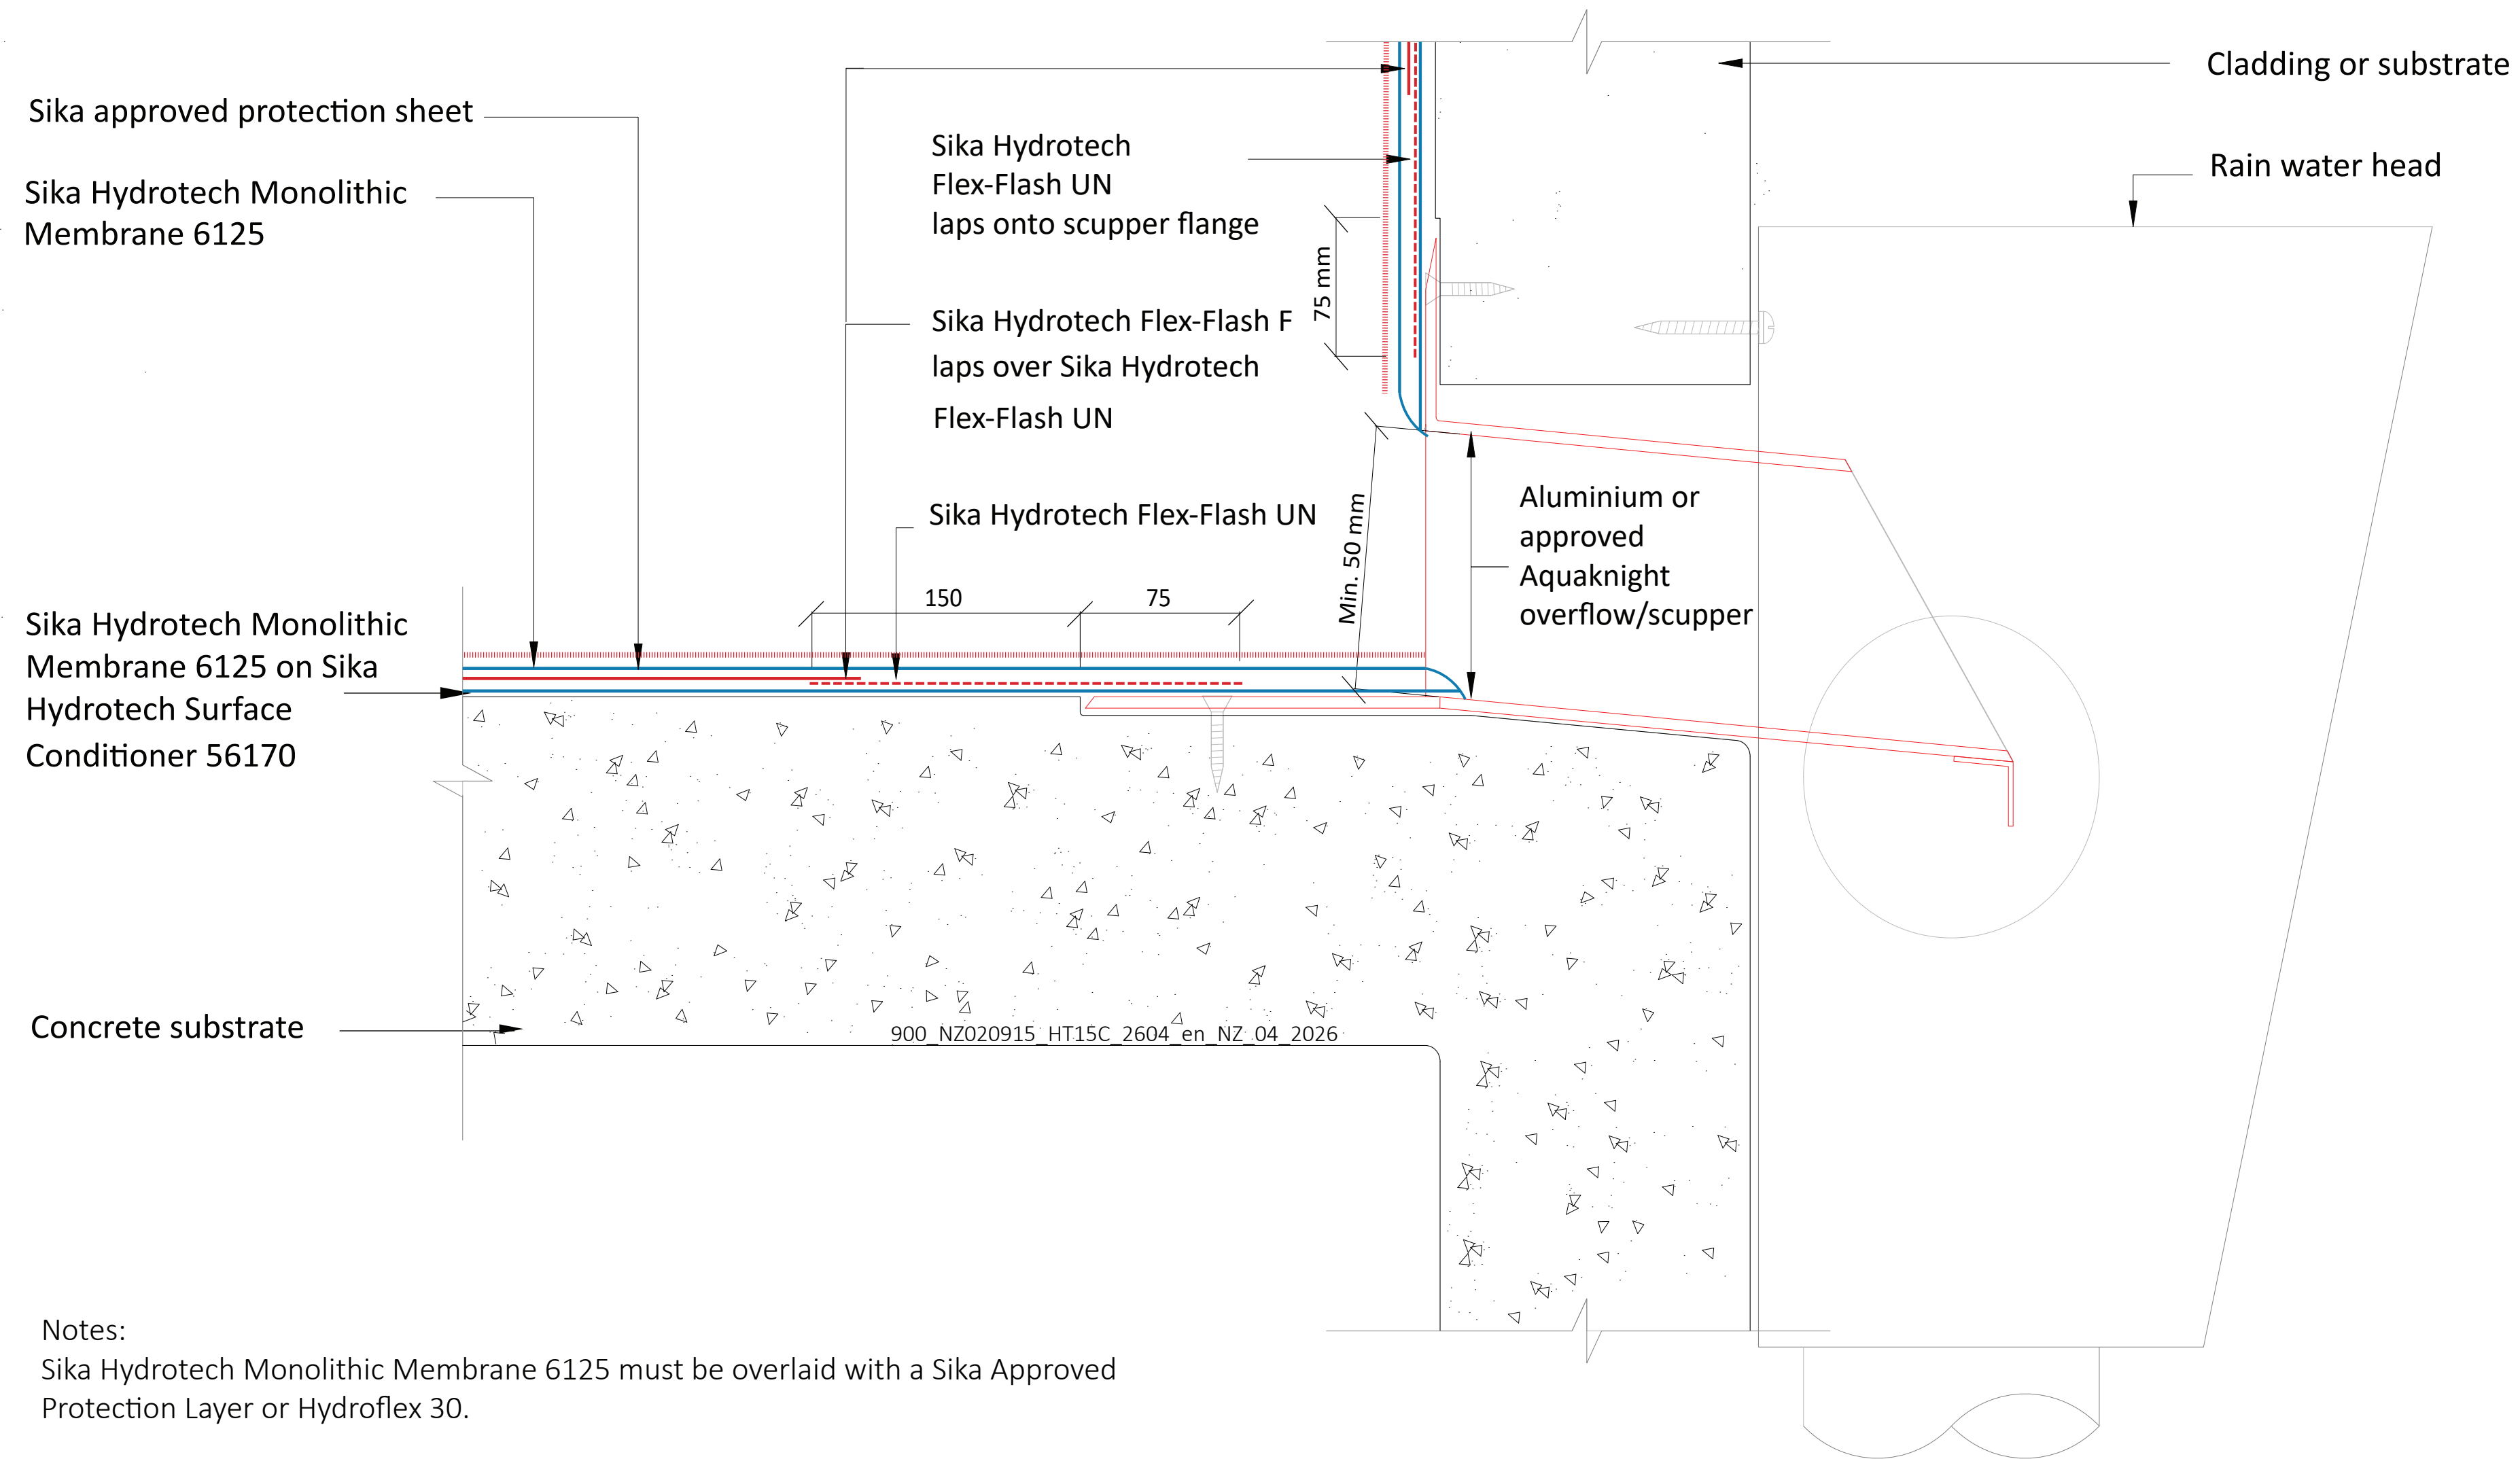 Sika approved protection sheet
Sika Hydrotech Monolithic
Membrane 6125
Sika Hydrotech Monolithic
Membrane 6125 on Sika
Hydrotech Surface
Conditioner 56170
Concrete substrate
Sika Hydrotech
Flex-Flash UN
laps onto scupper flange
Sika Hydrotech Flex-Flash F
laps over Sika Hydrotech
Flex-Flash UN
Sika Hydrotech Flex-Flash UN
150
75
75 mm
Min. 50 mm
Cladding or substrate
Rain water head
Aluminium or
approved
Aquaknight
overflow/scupper
900_NZ020915_HT15C_2604_en_NZ_04_2026
Notes:
Sika Hydrotech Monolithic Membrane 6125 must be overlaid with a Sika Approved
Protection Layer or Hydroflex 30.